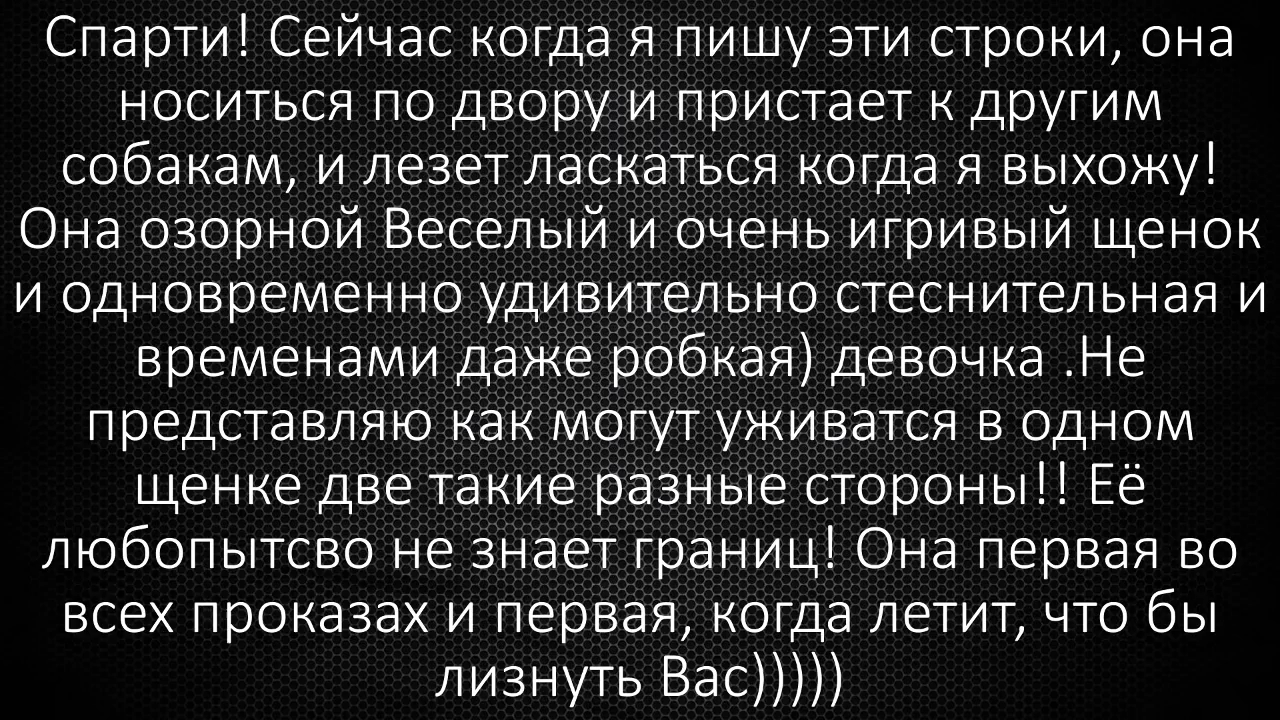 Спарти! Сейчас когда я пишу эти строки, она
носиться по двору и пристает к другим
собакам, и лезет ласкаться когда я выхожу!
Она озорной Веселый и очень игривый щенок
и одновременно удивительно стеснительная и
временами даже робкая) девочка .Не
представляю как могут уживатся в одном
щенке две такие разные стороны!! Её
любопытсво не знает границ! Она первая во
всех проказах и первая, когда летит, что бы
лизнуть Вас)))))